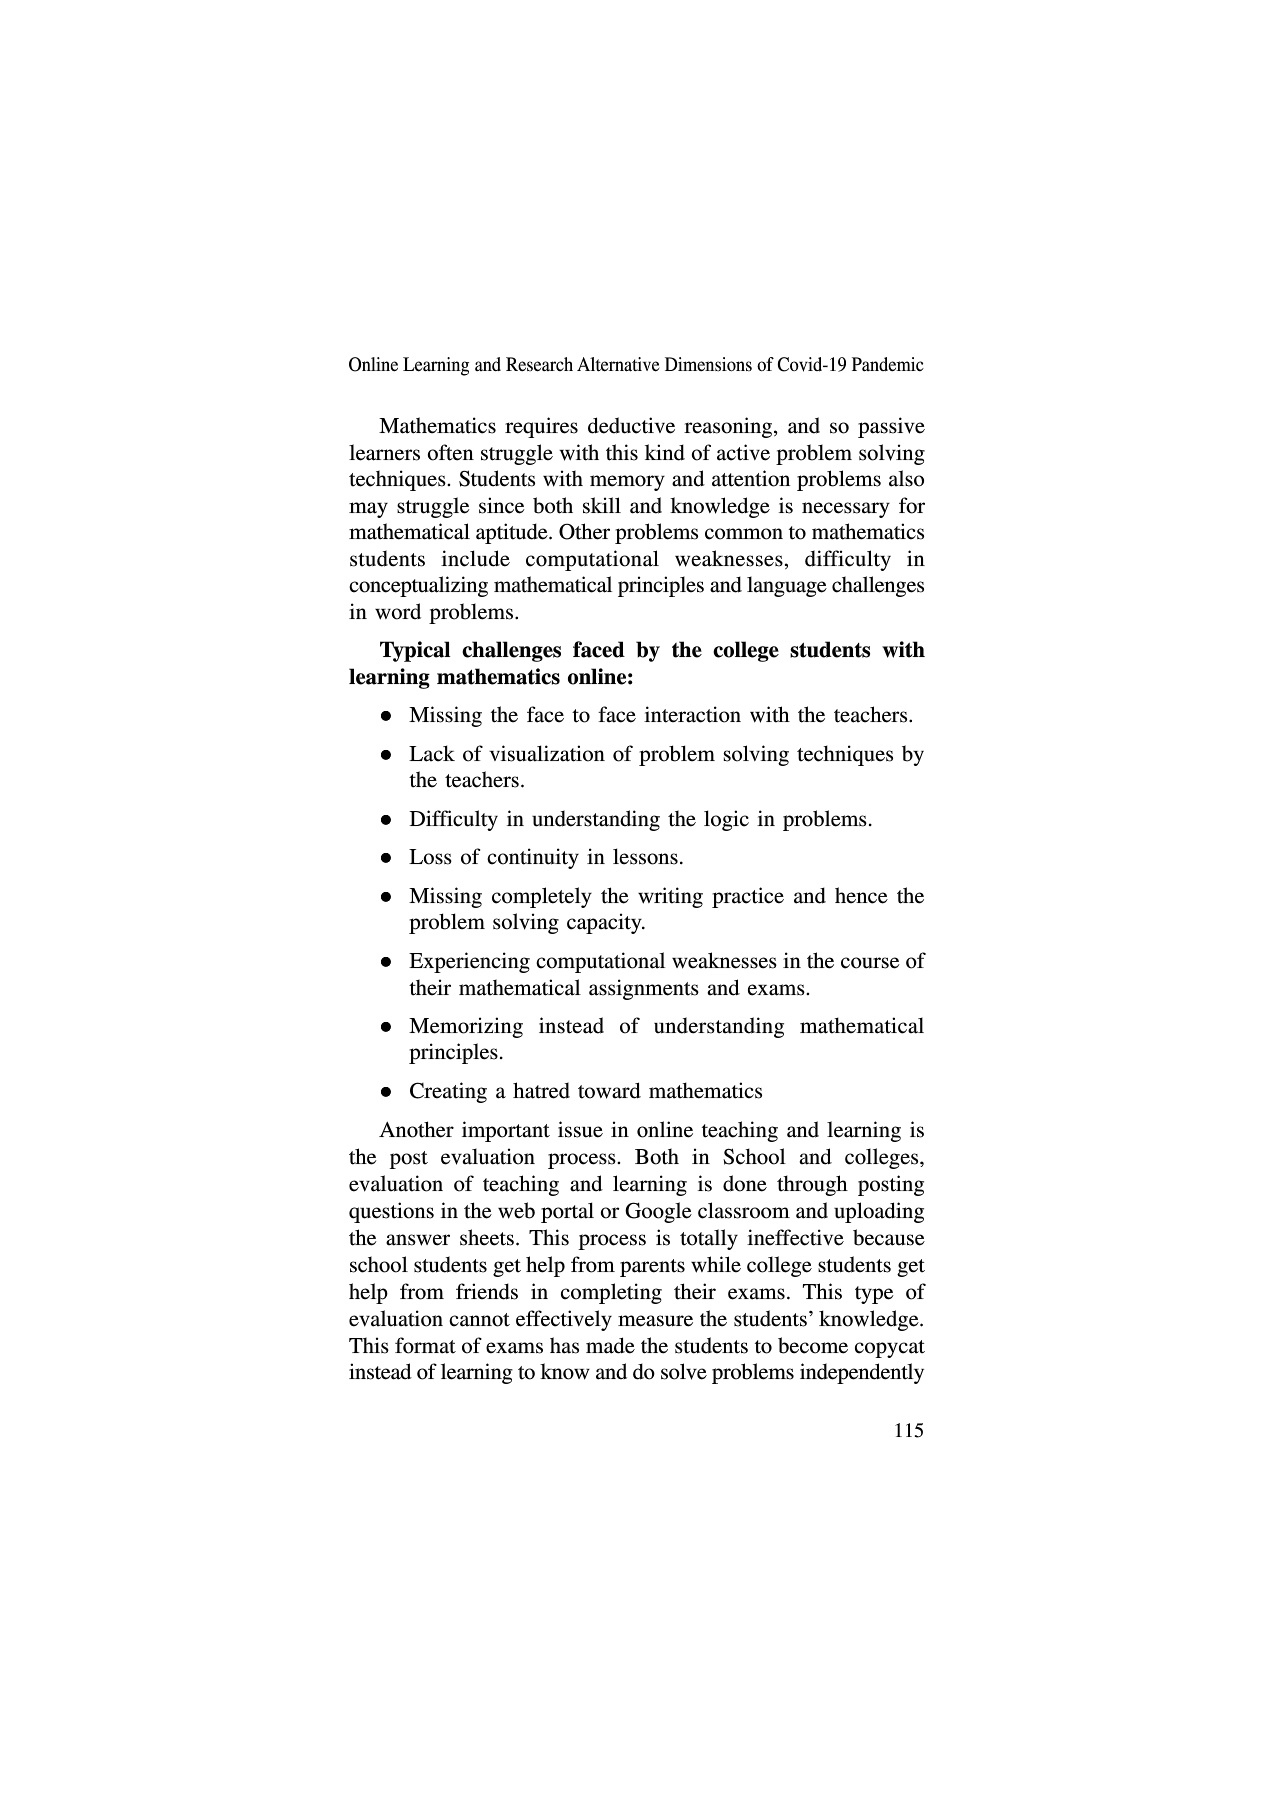 Online Learning and Research Alternative Dimensions of Covid-19 Pandemic
Mathematics requires deductive reasoning, and so passive
learners often struggle with this kind of active problem solving
techniques. Students with memory and attention problems also
may struggle since both skill and knowledge is necessary for
mathematical aptitude. Other problems common to mathematics
students include computational weaknesses, difficulty in
conceptualizing mathematical principles and language challenges
in word problems.
Typical challenges faced by the college students with
learning mathematics online:
● Missing the face to face interaction with the teachers.
● Lack of visualization of problem solving techniques by
the teachers.
● Difficulty in understanding the logic in problems.
● Loss of continuity in lessons.
● Missing completely the writing practice and hence the
problem solving capacity.
● Experiencing computational weaknesses in the course of
their mathematical assignments and exams.
● Memorizing instead of understanding mathematical
principles.
● Creating a hatred toward mathematics
Another important issue in online teaching and learning is
the post evaluation process. Both in School and colleges,
evaluation of teaching and learning is done through posting
questions in the web portal or Google classroom and uploading
the answer sheets. This process is totally ineffective because
school students get help from parents while college students get
help from friends in completing their exams. This type of
evaluation cannot effectively measure the students’ knowledge.
This format of exams has made the students to become copycat
instead of learning to know and do solve problems independently
115